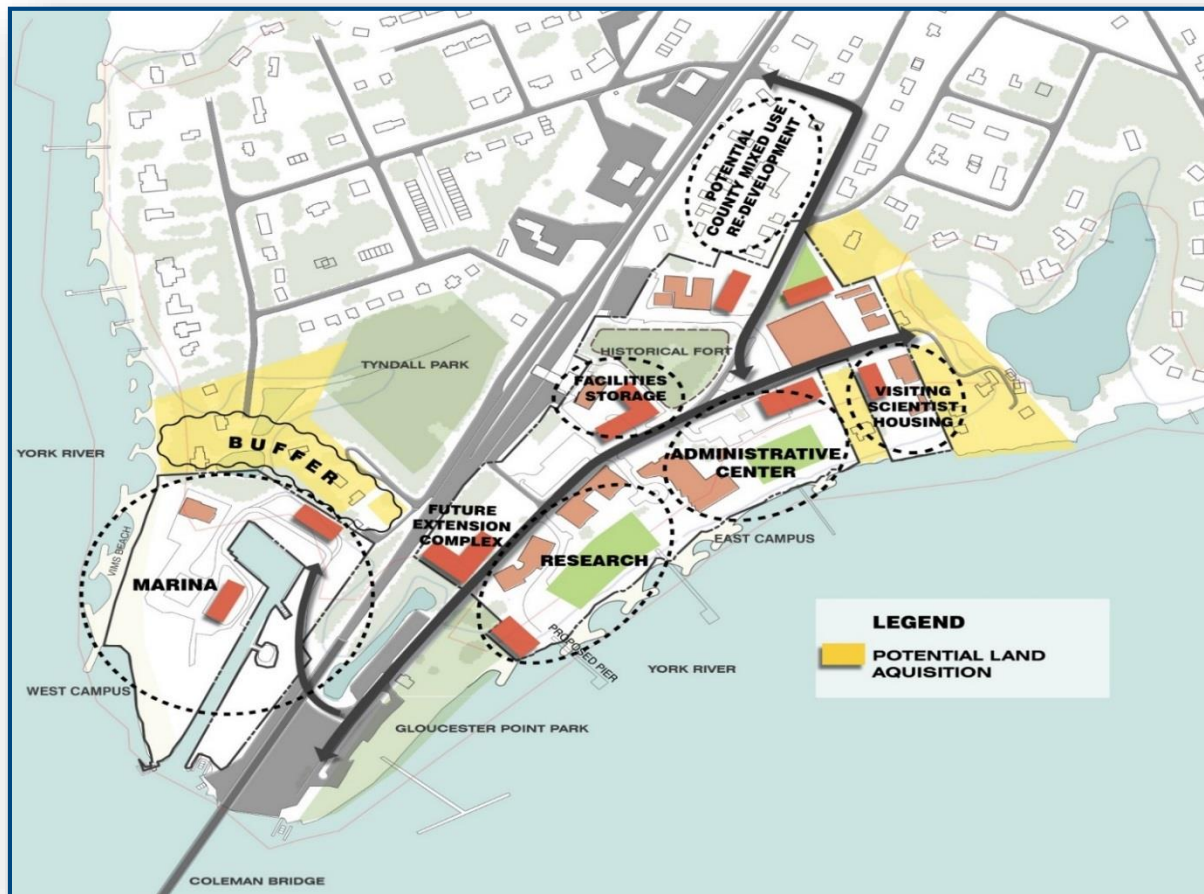 POTENTIAL
COUNTY MIXED USE
RE-DEVELOPMENT
TYNDALL PARK
HISTORICAL FORT
FACILITIES
STORAGE
VISITING
SCIENTIST
HOUSING
BUFFER
YORK RIVER
ADMINISTRATIVE
CENTER
FUTURE
EXTENSION
COMPLEX
VIMS BEACH
MARINA
RESEARCH
EAST CAMPUS
PROPOSED PIER
YORK RIVER
WEST CAMPUS
GLOUCESTER POINT PARK
COLEMAN BRIDGE
LEGEND
POTENTIAL LAND
AQUISITION